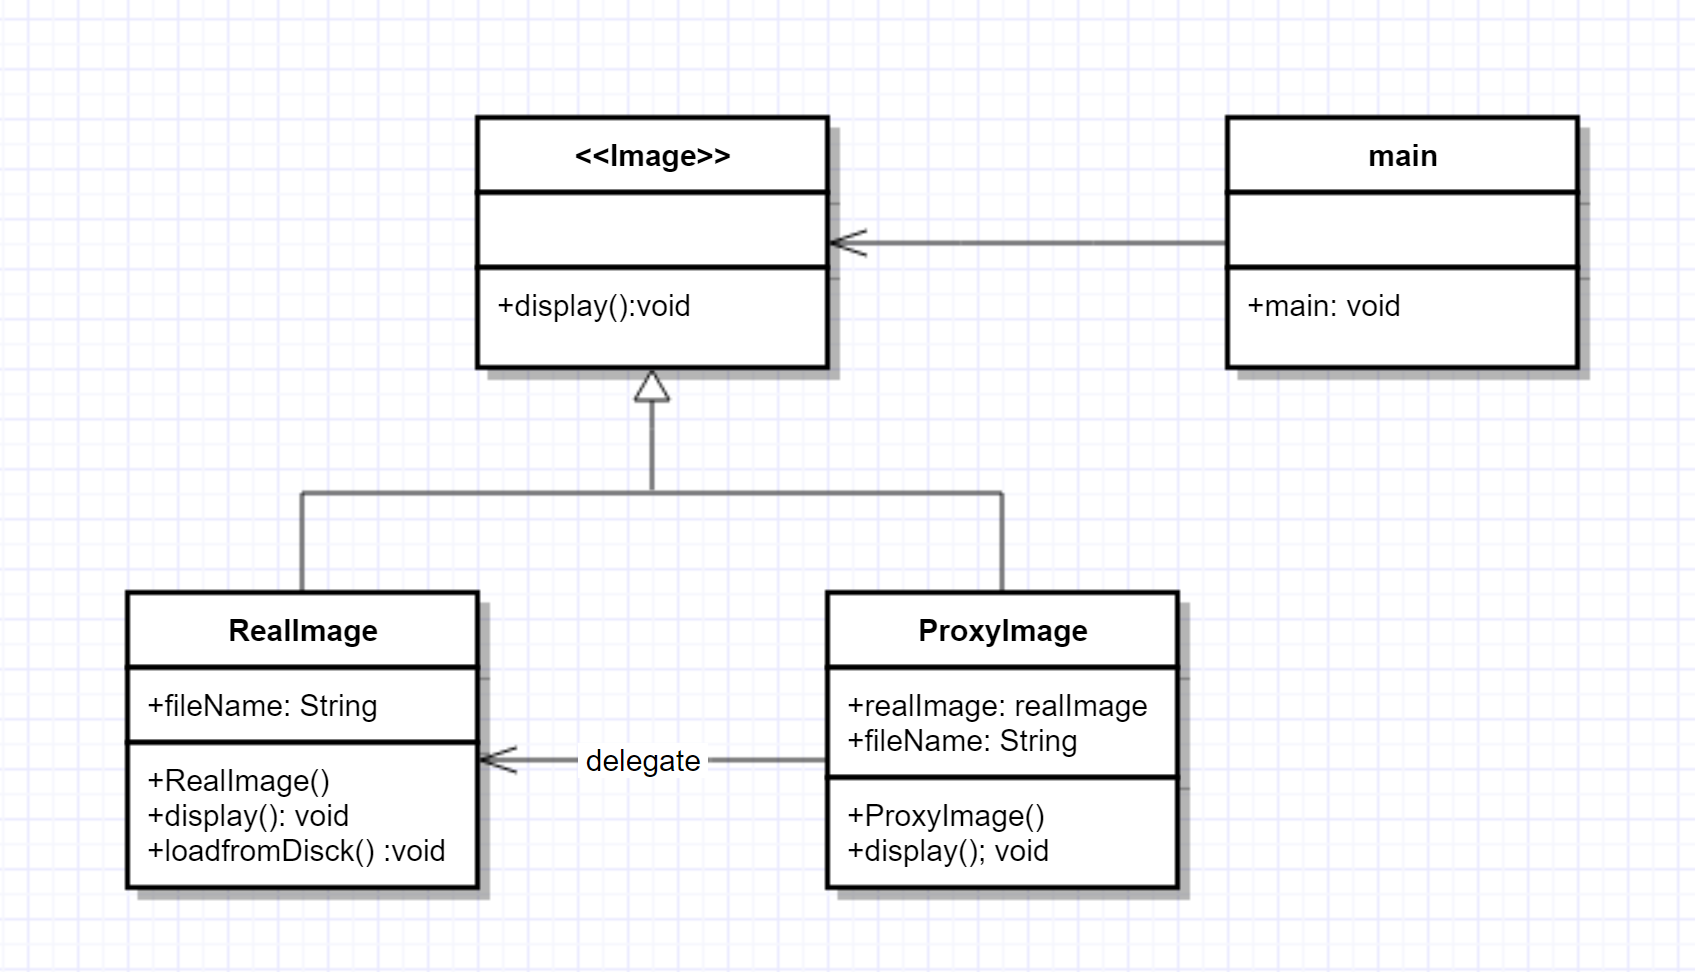 <<Image>>
+display():void
main
+main: void
RealImage
+fileName: String
+RealImage()
+display(): void
+loadfromDisck() :void
delegate
ProxyImage
+realImage: realImage
+fileName: String
+ProxyImage()
+display(); void